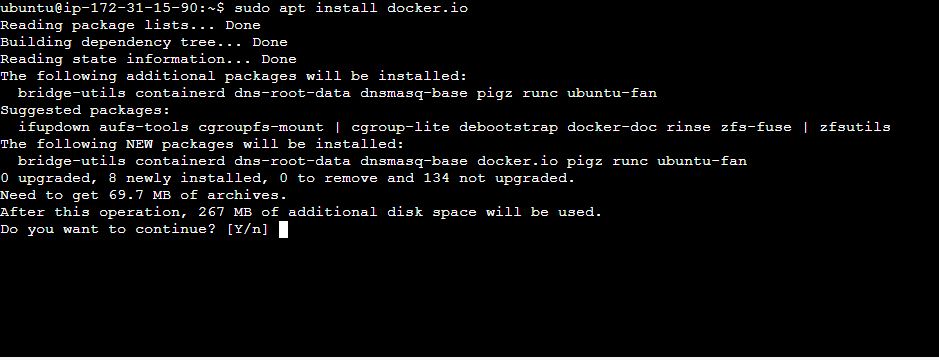 ubuntu@ip-172-31-15-90:~$ sudo apt install docker.io
Reading package lists... Done
Building dependency tree... Done
Reading state information... Done
The following additional packages will be installed:
  bridge-utils containerd dns-root-data dnsmasq-base pigz runc ubuntu-fan
Suggested packages:
  ifupdown aufs-tools cgroupfs-mount | cgroup-lite debootstrap docker-doc rinse zfs-fuse | zfsutils
The following NEW packages will be installed:
  bridge-utils containerd dns-root-data dnsmasq-base docker.io pigz runc ubuntu-fan
0 upgraded, 8 newly installed, 0 to remove and 134 not upgraded.
Need to get 69.7 MB of archives.
After this operation, 267 MB of additional disk space will be used.
Do you want to continue? [Y/n]